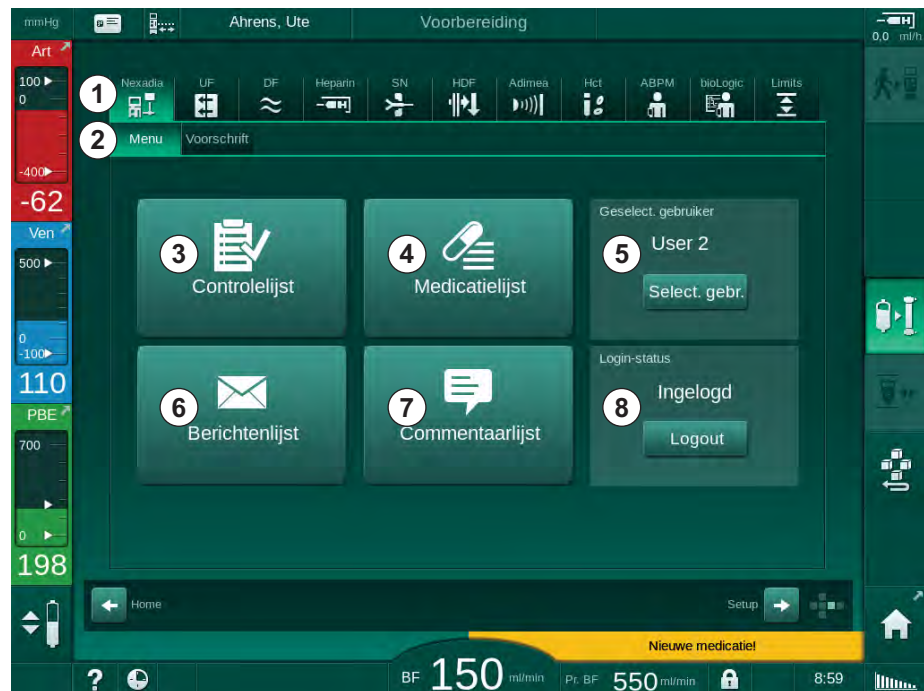 mmHg
Ahrens, Ute
Voorbereiding
0,0 ml/h
Art
100
0
-400
-62
Ven
500
0
-100
110
PBE
700
0
198
1
Nexadia UF DF Heparin SN HDF Adimea Hct ABPM bioLogic Limits
2
Menu Voorschrift
3
Controlelijst
4
Medicatielijst
Geselect. gebruiker
5
User 2
Select. gebr.
6
Berichtenlijst
7
Commentaarlijst
Login-status
8
Ingelogd
Logout
Home
Setup
Nieuwe medicatie!
?
BF 150 ml/min
Pr. BF 550 ml/min
8:59